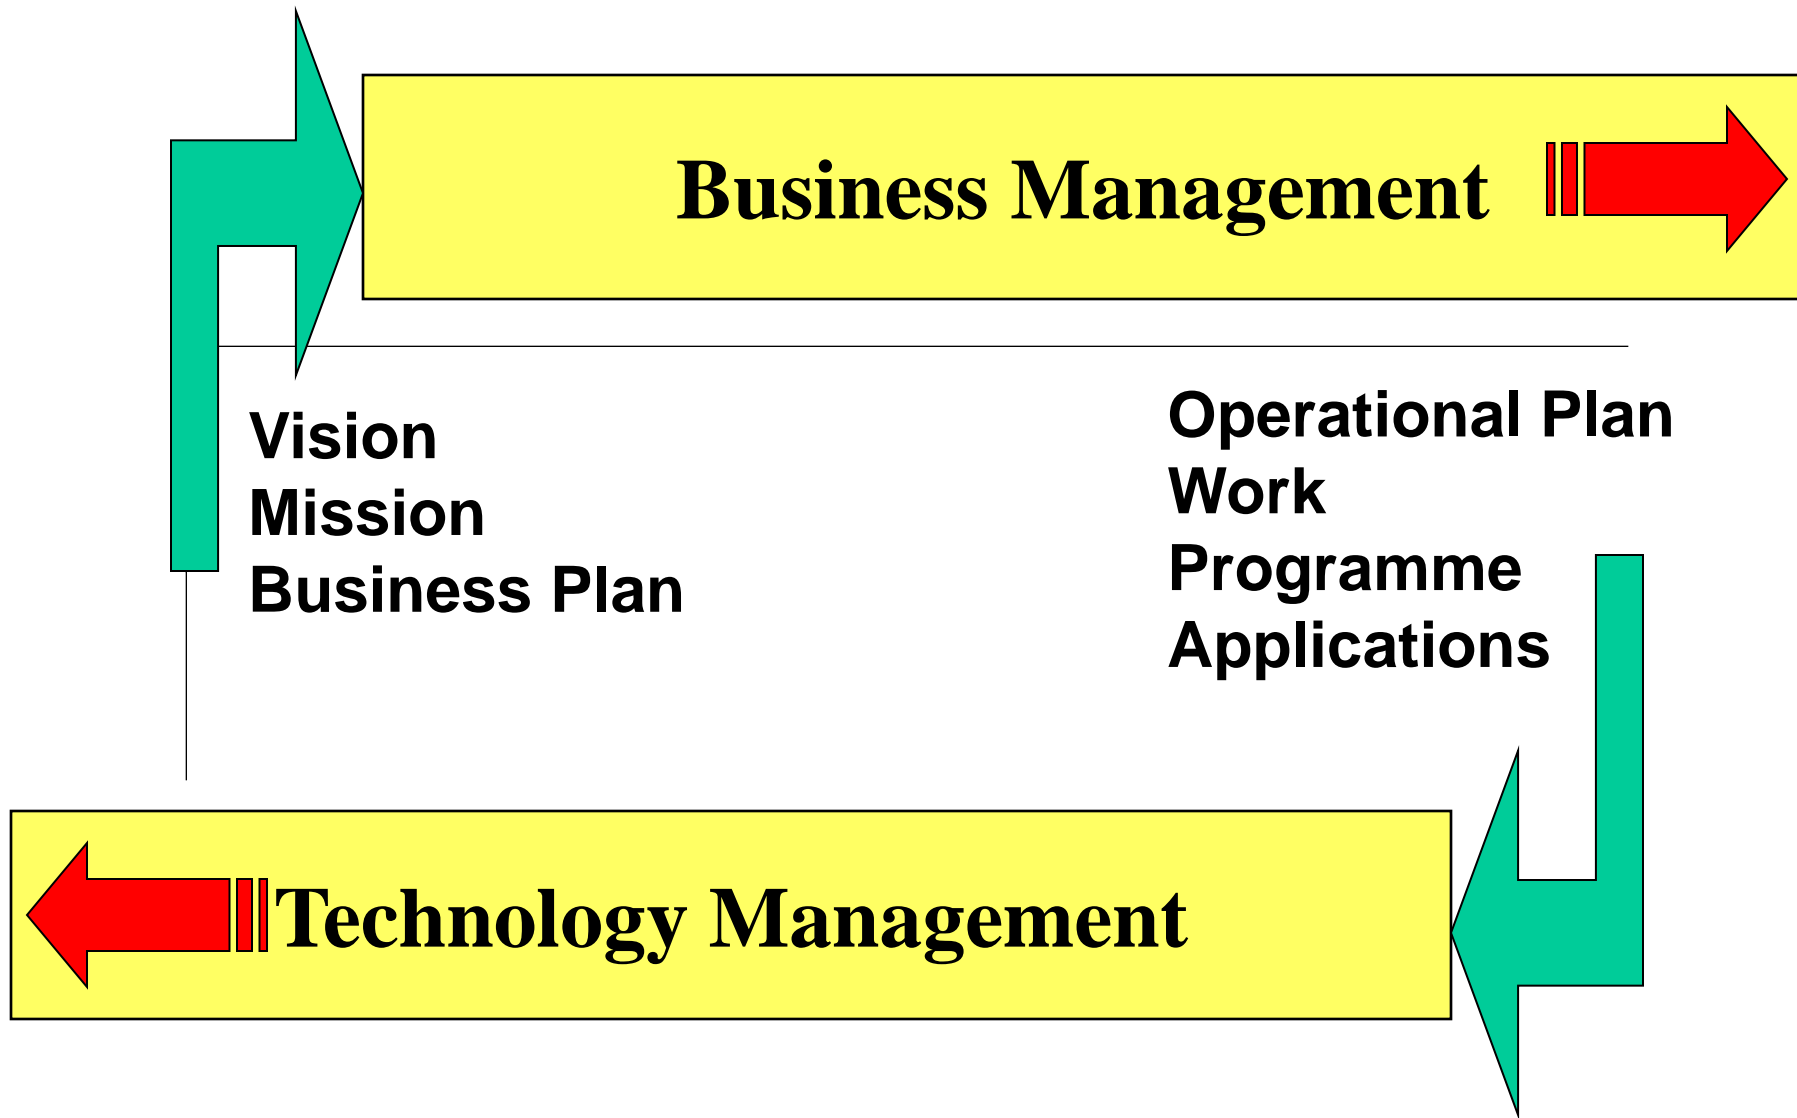 Business Management
Vision
Mission
Business Plan
Operational Plan
Work
Programme
Applications
Technology Management